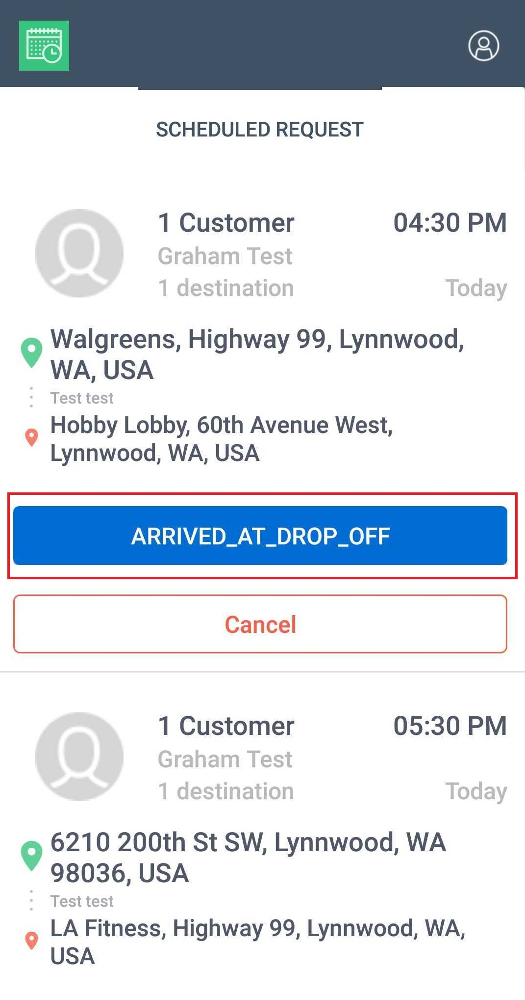 SCHEDULED REQUEST
1 Customer
04:30 PM
Graham Test
1 destination
Today
Walgreens, Highway 99, Lynnwood,
WA, USA
Test test
Hobby Lobby, 60th Avenue West,
Lynnwood, WA, USA
ARRIVED_AT_DROP_OFF
Cancel
1 Customer
05:30 PM
Graham Test
1 destination
Today
6210 200th St SW, Lynnwood, WA
98036, USA
Test test
LA Fitness, Highway 99, Lynnwood, WA,
USA